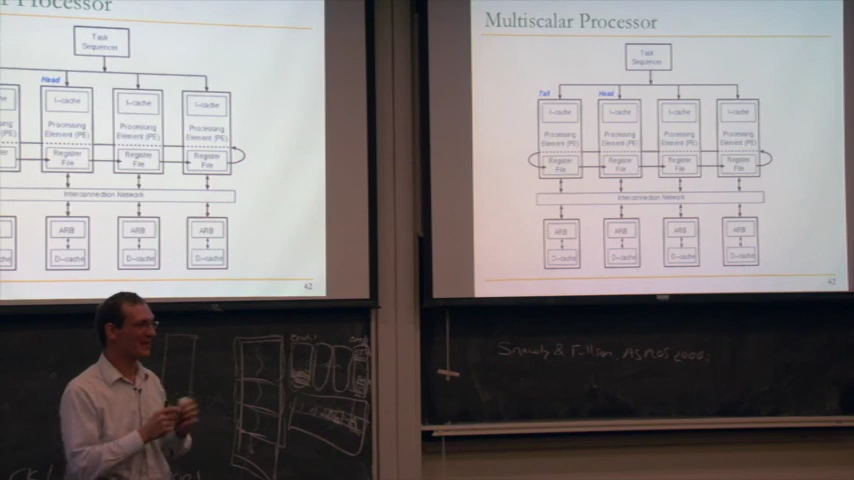 r Processor
Task
Sequencer
Head
I-cache
I-cache
I-cache
Processing
Element (PE)
Processing
Element (PE)
Processing
Element (PE)
Register
File
Register
File
Register
File
Interconnection Network
ARB
ARB
ARB
D-cache
D-cache
D-cache
42
Multiscalar Processor
Task
Sequencer
Tail
Head
I-cache
I-cache
I-cache
I-cache
Processing
Element (PE)
Processing
Element (PE)
Processing
Element (PE)
Processing
Element (PE)
Register
File
Register
File
Register
File
Register
File
Interconnection Network
ARB
ARB
ARB
ARB
D-cache
D-cache
D-cache
D-cache
42
ASPLOS 2000